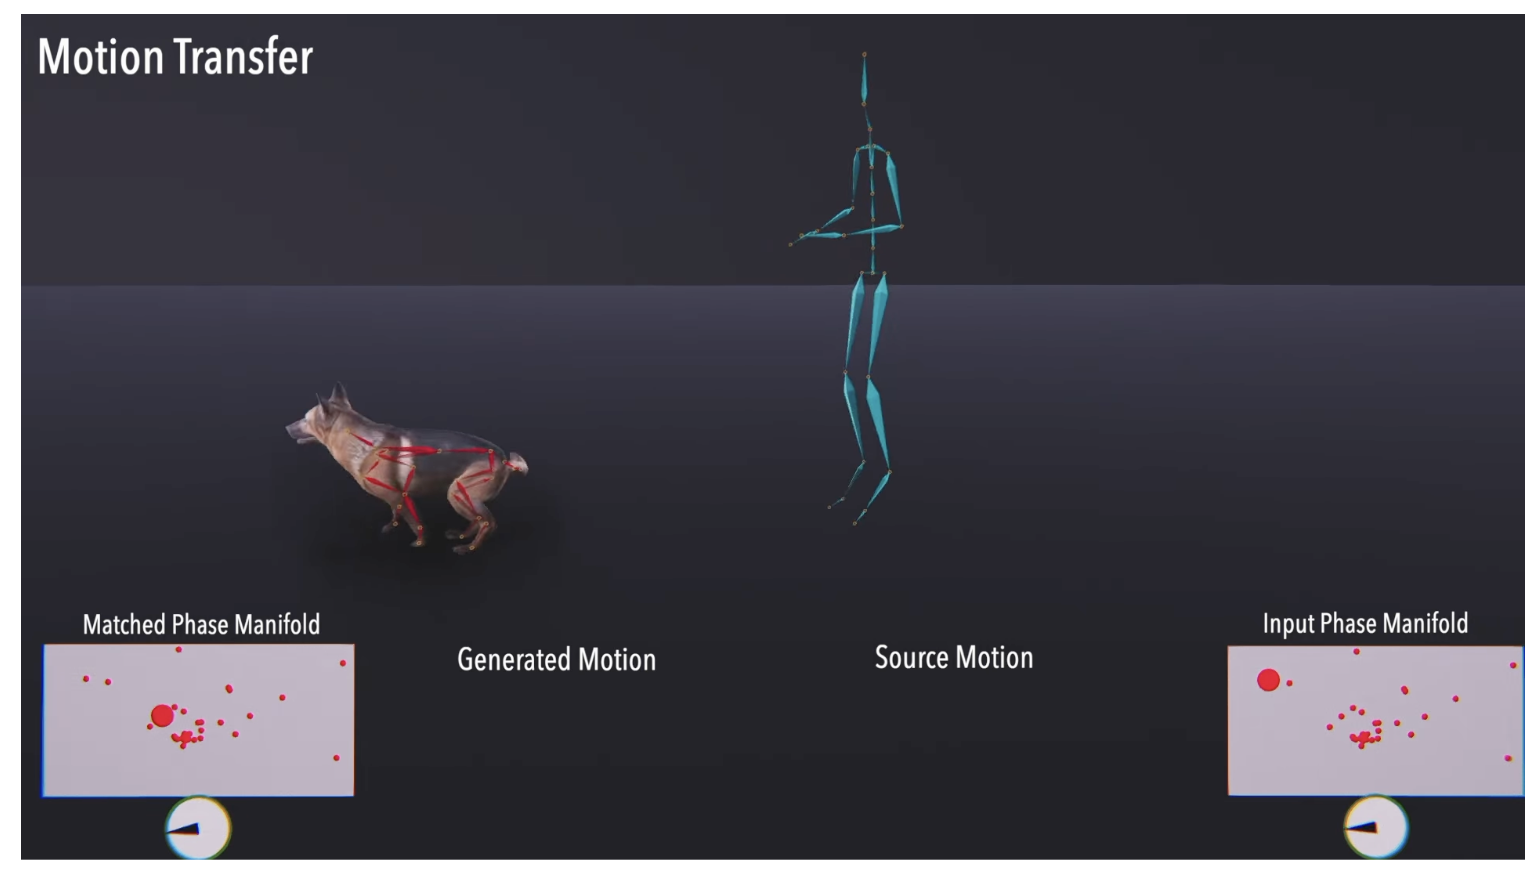 Motion Transfer
Matched Phase Manifold
Input Phase Manifold
Generated Motion
Source Motion